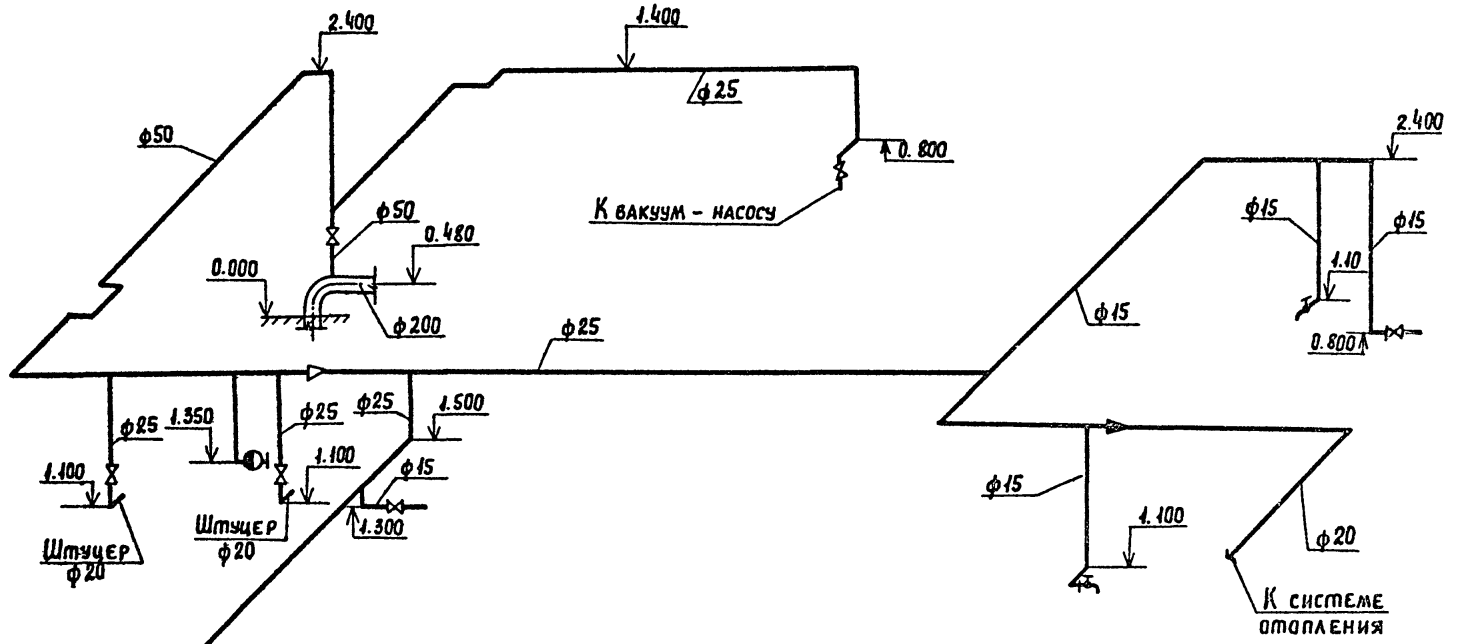 2.400
1.400
ф50
ф25
2.400
0.800
К вакуум - насосу
ф50
0.480
0.000
ф200
ф15
ф15
1.10
ф15
0.800
ф25
ф25
1.350
ф25
ф25
1.500
1.100
1.100
ф15
Штуцер
ф20
Штуцер
ф20
1.300
ф15
1.100
ф20
К системе
отопления